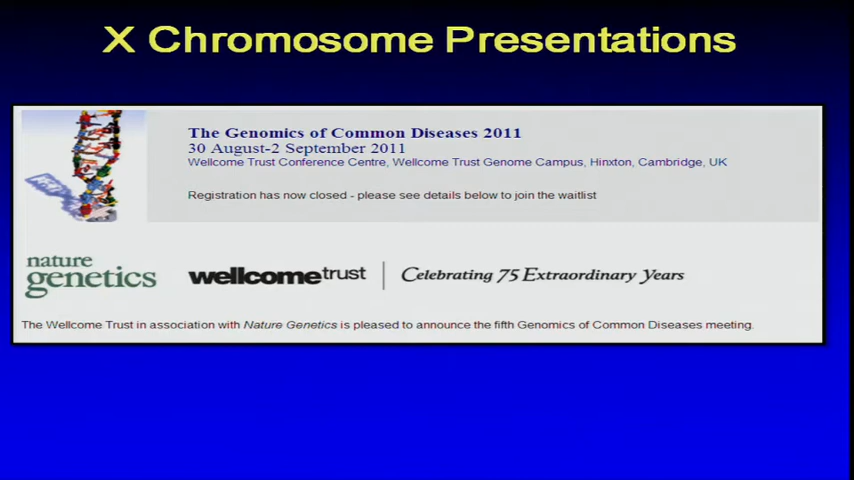 X Chromosome Presentations
The Genomics of Common Diseases 2011
30 August-2 September 2011
Wellcome Trust Conference Centre, Wellcome Trust Genome Campus, Hinxton, Cambridge, UK
Registration has now closed - please see details below to join the waitlist
nature
genetics
wellcometrust
Celebrating 75 Extraordinary Years
The Wellcome Trust in association with Nature Genetics is pleased to announce the fifth Genomics of Common Diseases meeting.